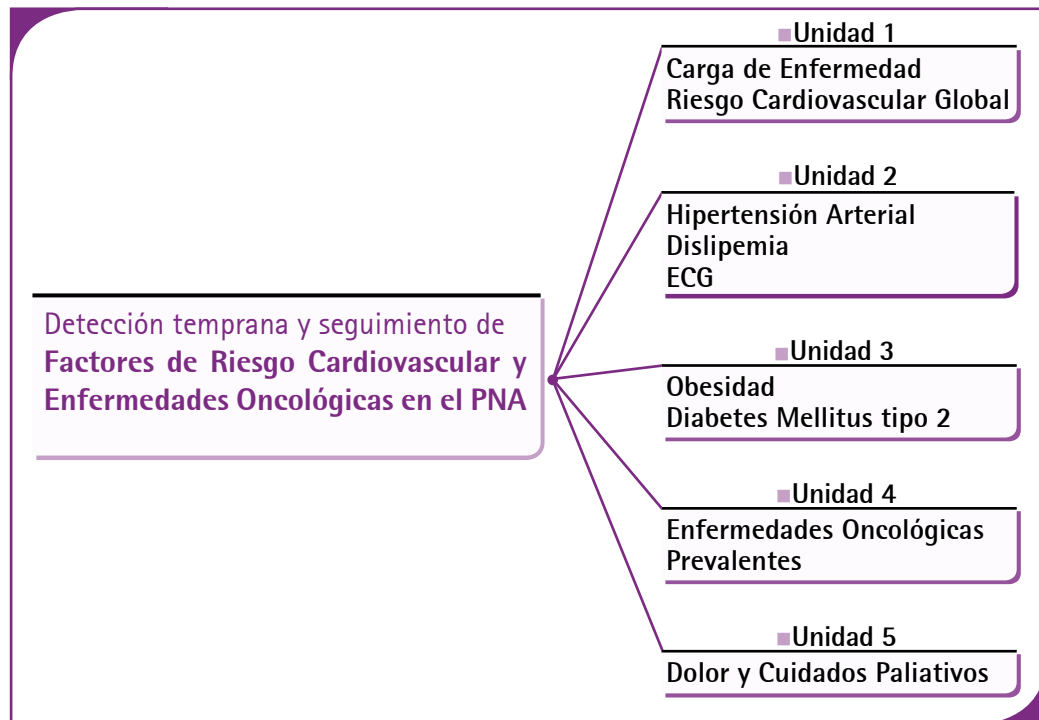 Detección temprana y seguimiento de
Factores de Riesgo Cardiovascular y
Enfermedades Oncológicas en el PNA
Unidad 1
Carga de Enfermedad
Riesgo Cardiovascular Global
Unidad 2
Hipertensión Arterial
Dislipemia
ECG
Unidad 3
Obesidad
Diabetes Mellitus tipo 2
Unidad 4
Enfermedades Oncológicas
Prevalentes
Unidad 5
Dolor y Cuidados Paliativos